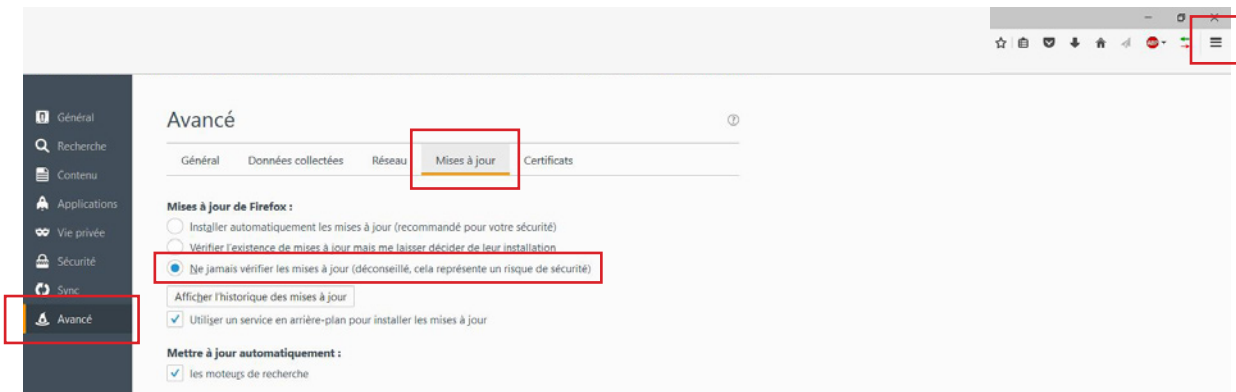 Général
Recherche
Contenu
Applications
Vie privée
Sécurité
Sync
Avancé
Avancé
Général Données collectées Réseau Mises à jour Certificats
Mises à jour de Firefox :
Installer automatiquement les mises à jour (recommandé pour votre sécurité)
Vérifier l'existence de mises à jour mais me laisser décider de leur installation
Ne jamais vérifier les mises à jour (déconseillé, cela représente un risque de sécurité)
Afficher l'historique des mises à jour
Utiliser un service en arrière-plan pour installer les mises à jour
Mettre à jour automatiquement :
les moteurs de recherche